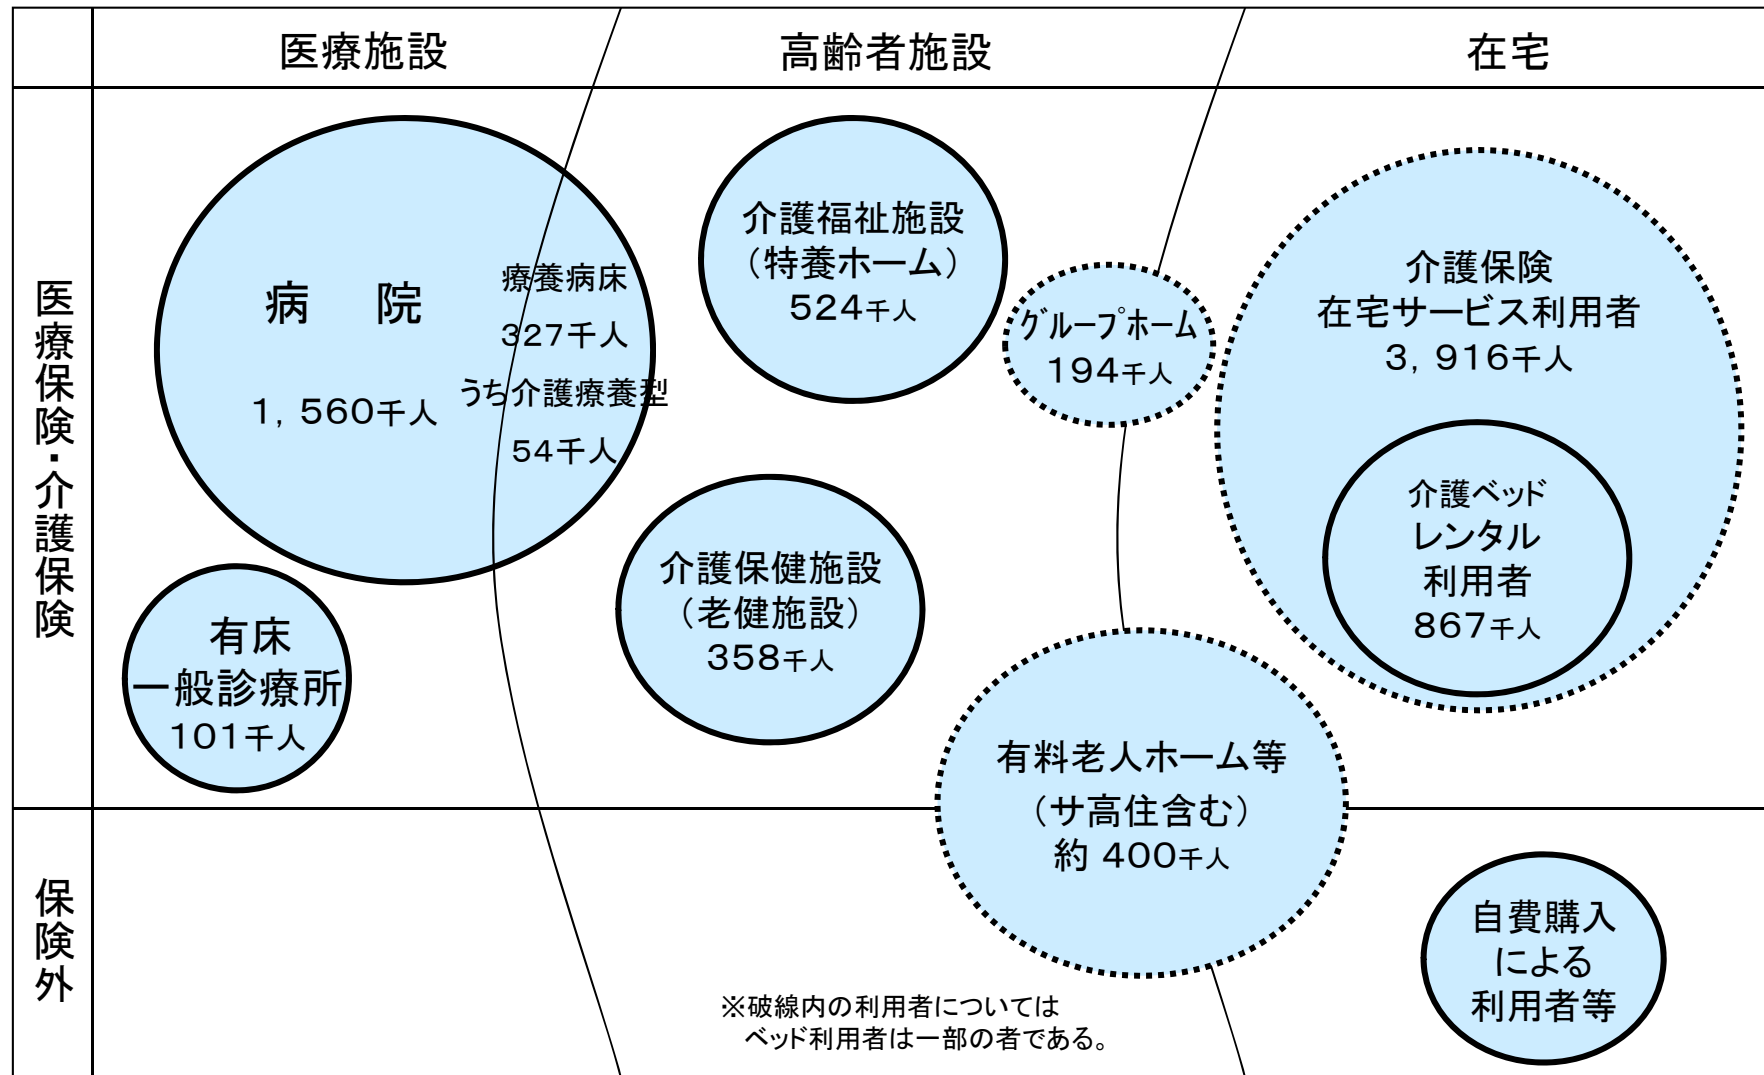 医療施設
高齢者施設
在宅
医療保険・介護保険
病　院
1，560千人
療養病床
327千人
うち介護療養型
54千人
有床
一般診療所
101千人
介護福祉施設
（特養ホーム）
524千人
グループホーム
194千人
介護保健施設
（老健施設）
358千人
介護保険
在宅サービス利用者
3，916千人
介護ベッド
レンタル
利用者
867千人
有料老人ホーム等
（サ高住含む）
約 400千人
保険外
自費購入
による
利用者等
※破線内の利用者については
ベッド利用者は一部の者である。